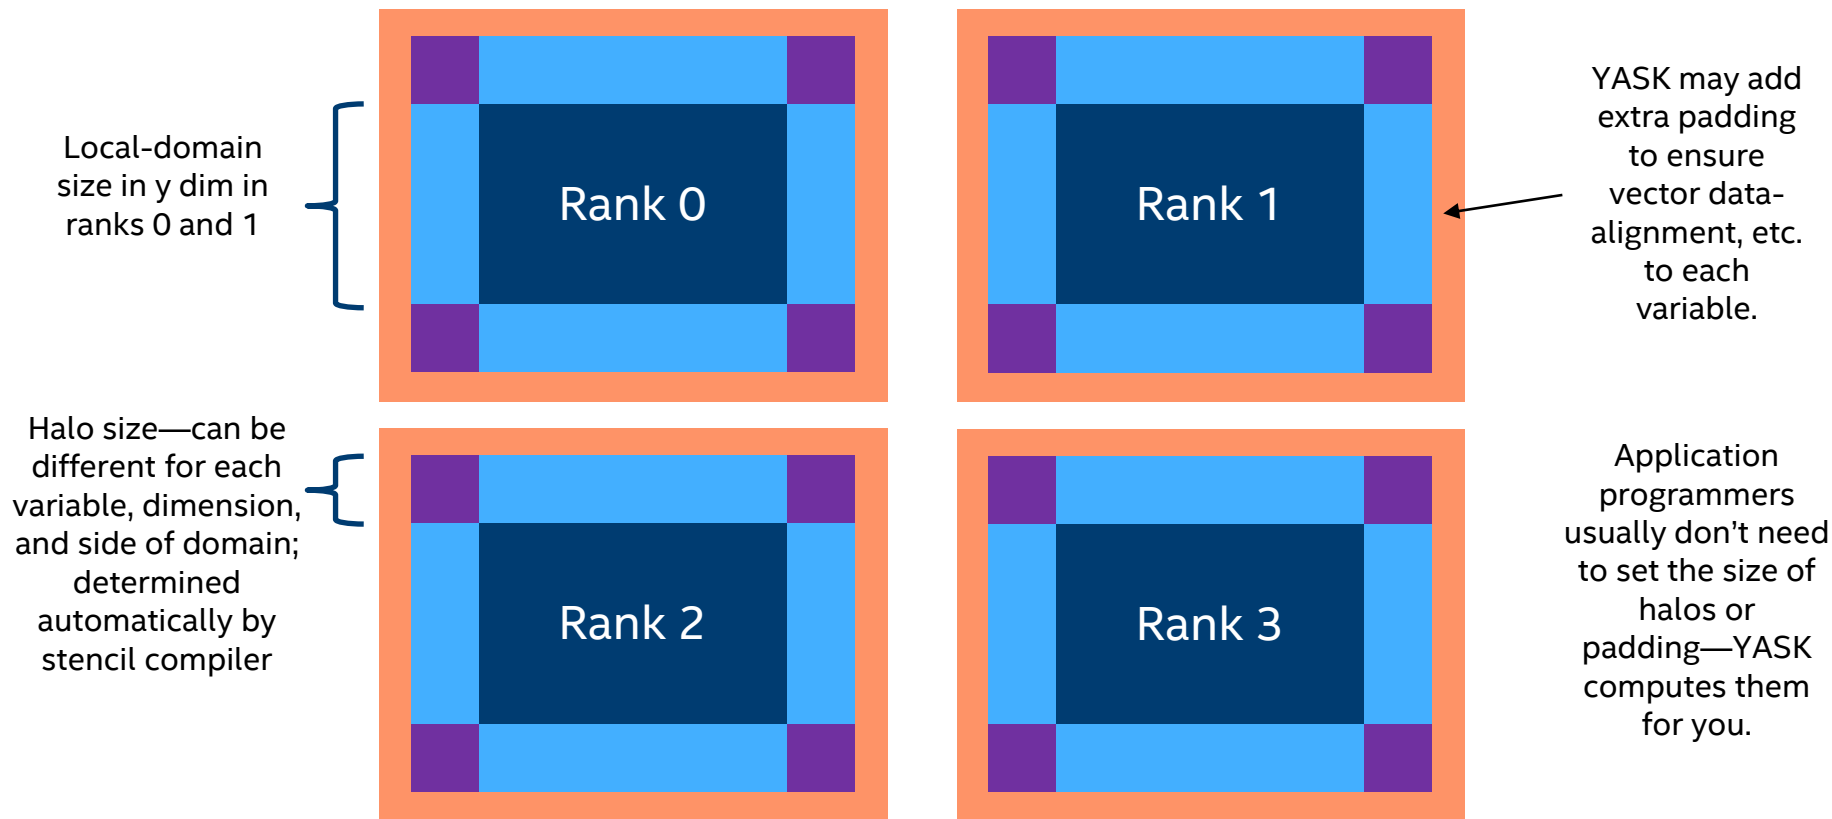 Local-domain
size in y dim in
ranks 0 and 1
Rank 0
Rank 1
YASK may add
extra padding
to ensure
vector data-
alignment, etc.
to each
variable.
Halo size—can be
different for each
variable, dimension,
and side of domain;
determined
automatically by
stencil compiler
Rank 2
Rank 3
Application
programmers
usually don’t need
to set the size of
halos or
padding—YASK
computes them
for you.